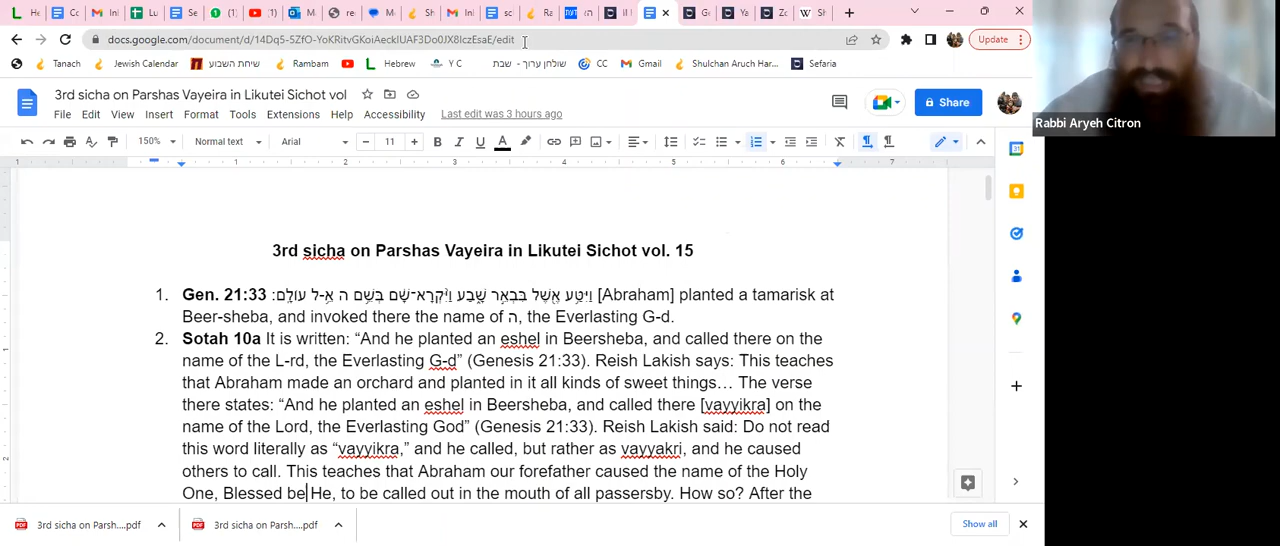 docs.google.com/document/d/14Dq5-5ZfO-YoKRitvGKoiAeckIUAF3Do0JX8IczEsaE/edit
Update
Tanach
Jewish Calendar
שיחת השבוע
Rambam
Hebrew
Y C
שולחן ערוך - שבת
CC
Gmail
Shulchan Aruch Har...
Sefaria
Rabbi Aryeh Citron
3rd sicha on Parshas Vayeira in Likutei Sichot vol
File Edit View Insert Format Tools Extensions Help Accessibility Last edit was 3 hours ago
Share
150% Normal text Arial 11
3rd sicha on Parshas Vayeira in Likutei Sichot vol. 15
1. Gen. 21:33 וַיִּטַּ֥ע אֶ֖שֶׁל בִּבְאֵ֣ר שָׁ֑בַע וַיִּ֨קְרָא־שָׁ֔ם בְּשֵׁ֥ם ה אֵ֥-ל עוֹלָֽם׃ [Abraham] planted a tamarisk at
Beer-sheba, and invoked there the name of ה, the Everlasting G-d.
2. Sotah 10a It is written: “And he planted an eshel in Beersheba, and called there on the
name of the L-rd, the Everlasting G-d” (Genesis 21:33). Reish Lakish says: This teaches
that Abraham made an orchard and planted in it all kinds of sweet things… The verse
there states: “And he planted an eshel in Beersheba, and called there [vayyikra] on the
name of the Lord, the Everlasting God” (Genesis 21:33). Reish Lakish said: Do not read
this word literally as “vayyikra,” and he called, but rather as vayyakri, and he caused
others to call. This teaches that Abraham our forefather caused the name of the Holy
One, Blessed be He, to be called out in the mouth of all passersby. How so? After the
3rd sicha on Parsh....pdf
3rd sicha on Parsh....pdf
Show all